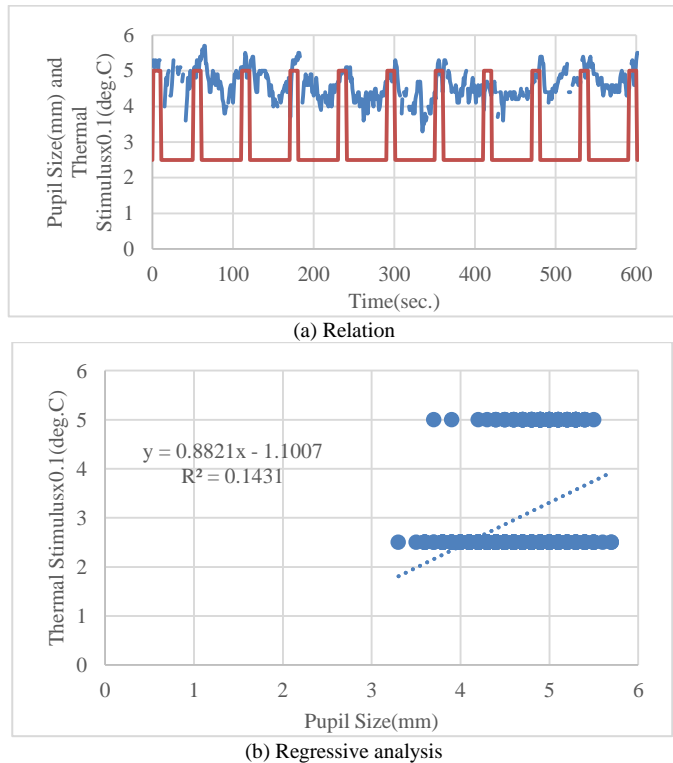 Pupil Size(mm) and
Thermal
Stimulusx0.1(deg.C)
6
5
4
3
2
1
0
0 100 200 300 400 500 600
Time(sec.)
(a) Relation
Thermal Stimulusx0.1(deg.C)
6
5
4
3
2
1
0
y = 0.8821x - 1.1007
R² = 0.1431
0 1 2 3 4 5 6
Pupil Size(mm)
(b) Regressive analysis